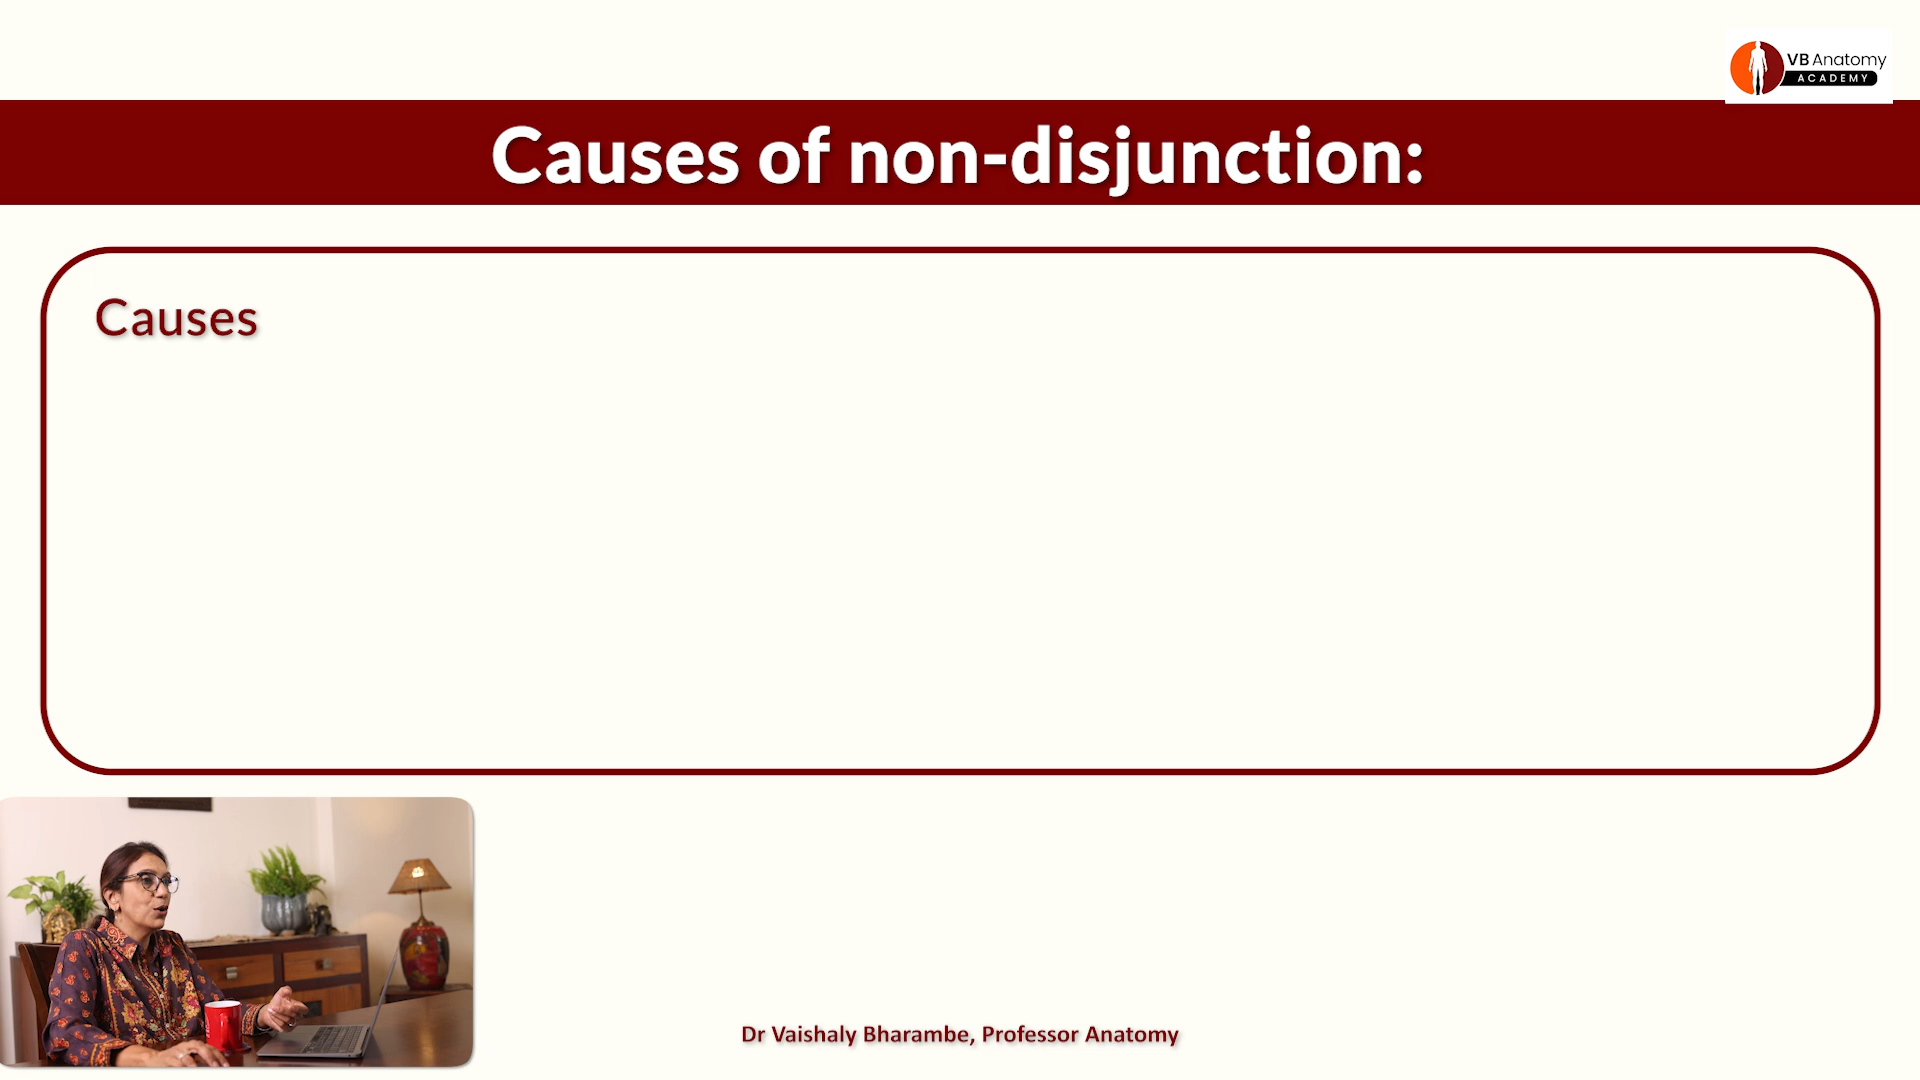 VB Anatomy
ACADEMY
Causes of non-disjunction:
Causes
Dr Vaishaly Bharambe, Professor Anatomy